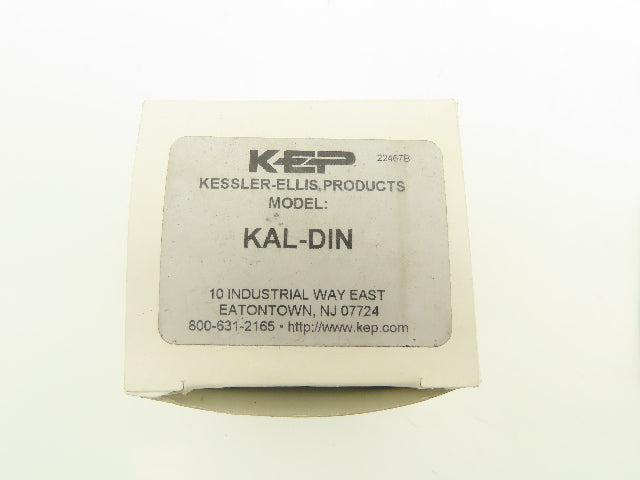 KEP 22467B
KESSLER-ELLIS PRODUCTS
MODEL:
KAL-DIN
10 INDUSTRIAL WAY EAST
EATONTOWN, NJ 07724
800-631-2165 • http://www.kep.com